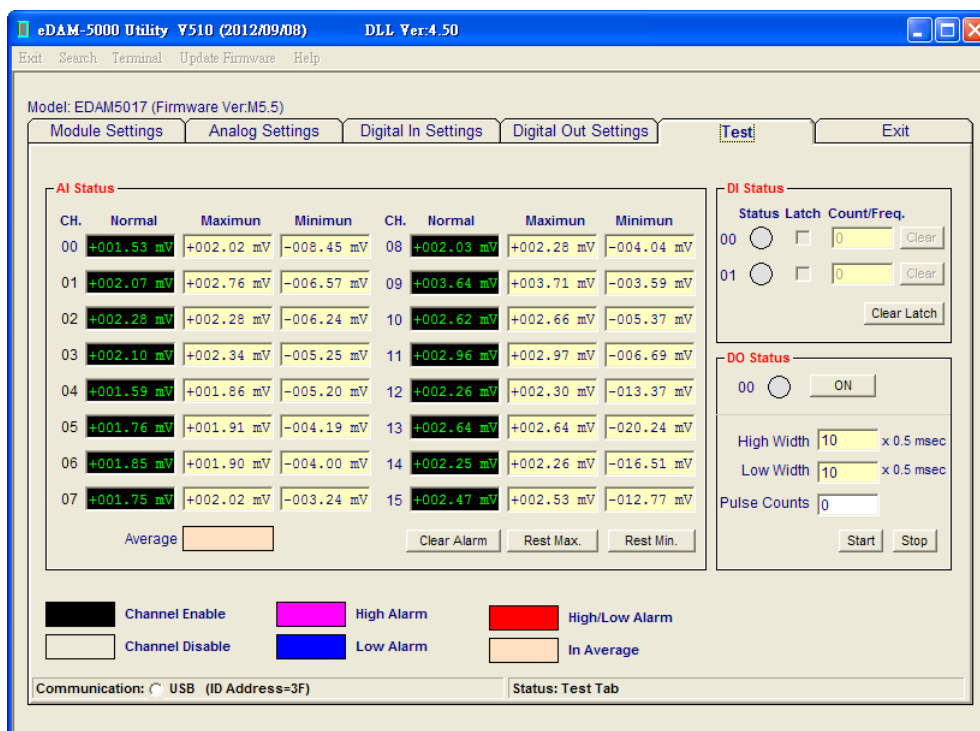 eDAM-5000 Utility V510 (2012/09/08) DLL Ver:4.50
Exit Search Terminal Update Firmware Help
Model: EDAM5017 (Firmware Ver:M5.5)
Module Settings Analog Settings Digital In Settings Digital Out Settings Test Exit
AI Status
CH. Normal Maximun Minimun CH. Normal Maximun Minimun
00 +001.53 mV +002.02 mV -008.45 mV 08 +002.03 mV +002.28 mV -004.04 mV
01 +002.07 mV +002.76 mV -006.57 mV 09 +003.64 mV +003.71 mV -003.59 mV
02 +002.28 mV +002.28 mV -006.24 mV 10 +002.62 mV +002.66 mV -005.37 mV
03 +002.10 mV +002.34 mV -005.25 mV 11 +002.96 mV +002.97 mV -006.69 mV
04 +001.59 mV +001.86 mV -005.20 mV 12 +002.26 mV +002.30 mV -013.37 mV
05 +001.76 mV +001.91 mV -004.19 mV 13 +002.64 mV +002.64 mV -020.24 mV
06 +001.85 mV +001.90 mV -004.00 mV 14 +002.25 mV +002.26 mV -016.51 mV
07 +001.75 mV +002.02 mV -003.24 mV 15 +002.47 mV +002.53 mV -012.77 mV
Average Clear Alarm Rest Max. Rest Min.
DI Status
Status Latch Count/Freq.
00 0 Clear
01 0 Clear
Clear Latch
DO Status
00 ON
High Width 10 x 0.5 msec
Low Width 10 x 0.5 msec
Pulse Counts 0
Start Stop
Channel Enable High Alarm High/Low Alarm
Channel Disable Low Alarm In Average
Communication: USB (ID Address=3F) Status: Test Tab